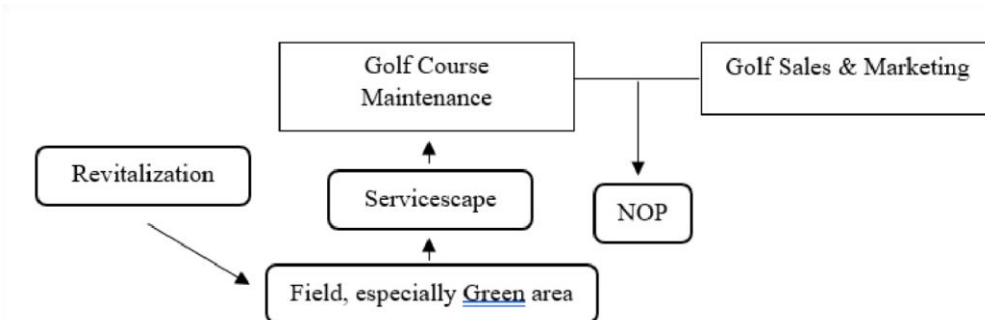 Golf Course
Maintenance
Golf Sales & Marketing
Revitalization
Servicescape
NOP
Field, especially Green area